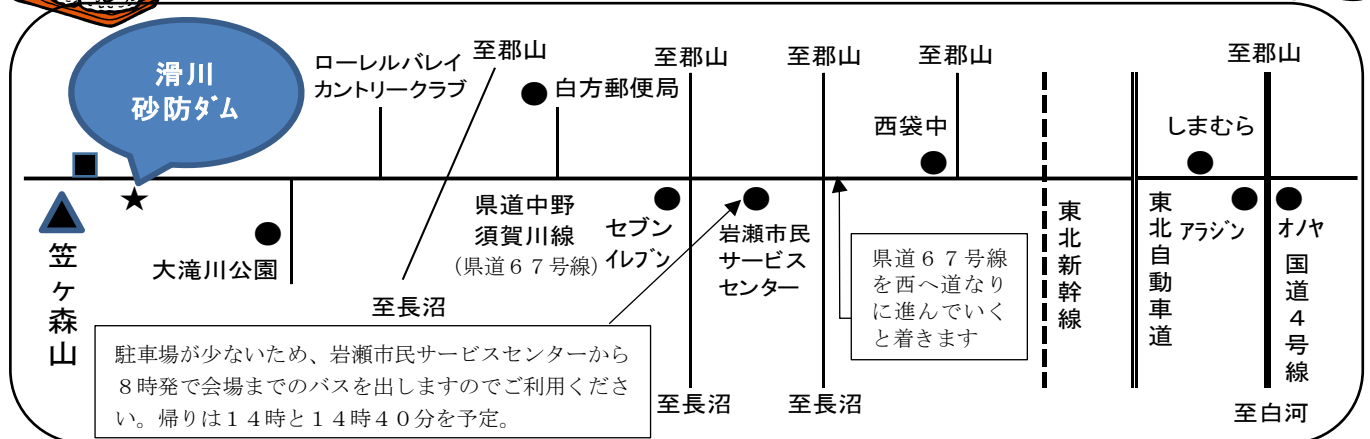 滑川
砂防ダム
ローレルバレイ
カントリークラブ
至郡山
白方郵便局
至郡山
至郡山
至郡山
至郡山
西袋中
しまむら
笠ヶ森山
大滝川公園
至長沼
県道中野
須賀川線
(県道６７号線)
セブン
イレブン
岩瀬市民
サービス
センター
県道６７号線
を西へ道なり
に進んでいく
と着きます
東北新幹線
東北自動車道
アラジン
オノヤ
国道４号線
駐車場が少ないため、岩瀬市民サービスセンターから
８時発で会場までのバスを出しますのでご利用くださ
い。帰りは１４時と１４時４０分を予定。
至長沼
至長沼
至白河